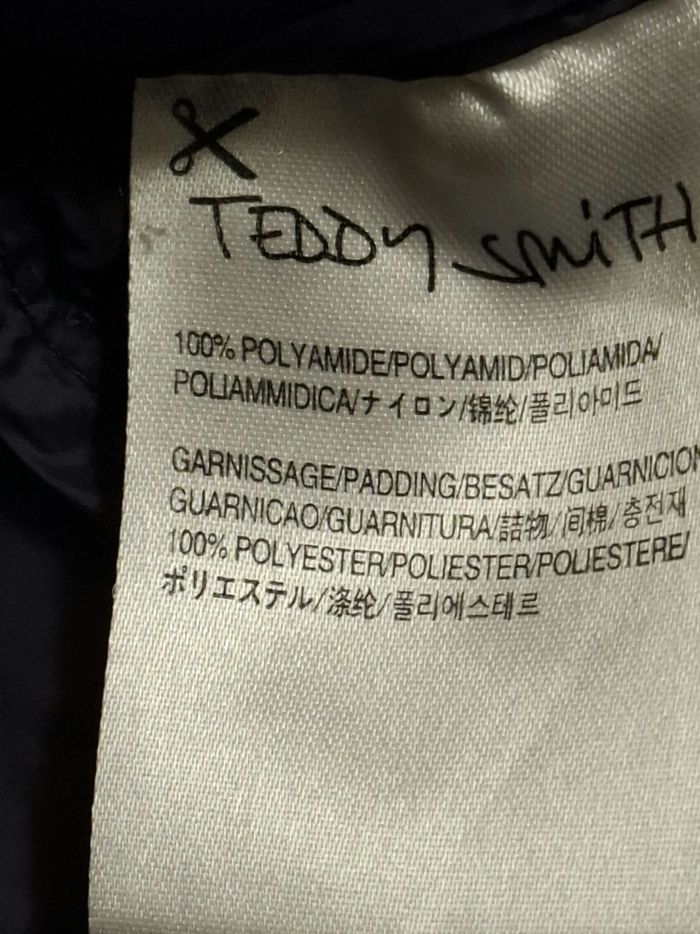 TEDDY SMITH
100% POLYAMIDE/POLYAMID/POLIAMIDA/
POLIAMMIDICA/ナイロン/锦纶/폴리아미드
GARNISSAGE/PADDING/BESATZ/GUARNICION
GUARNICAO/GUARNITURA/詰物/间棉/충전재
100% POLYESTER/POLIESTER/POLIESTERE/
ポリエステル/涤纶/폴리에스테르